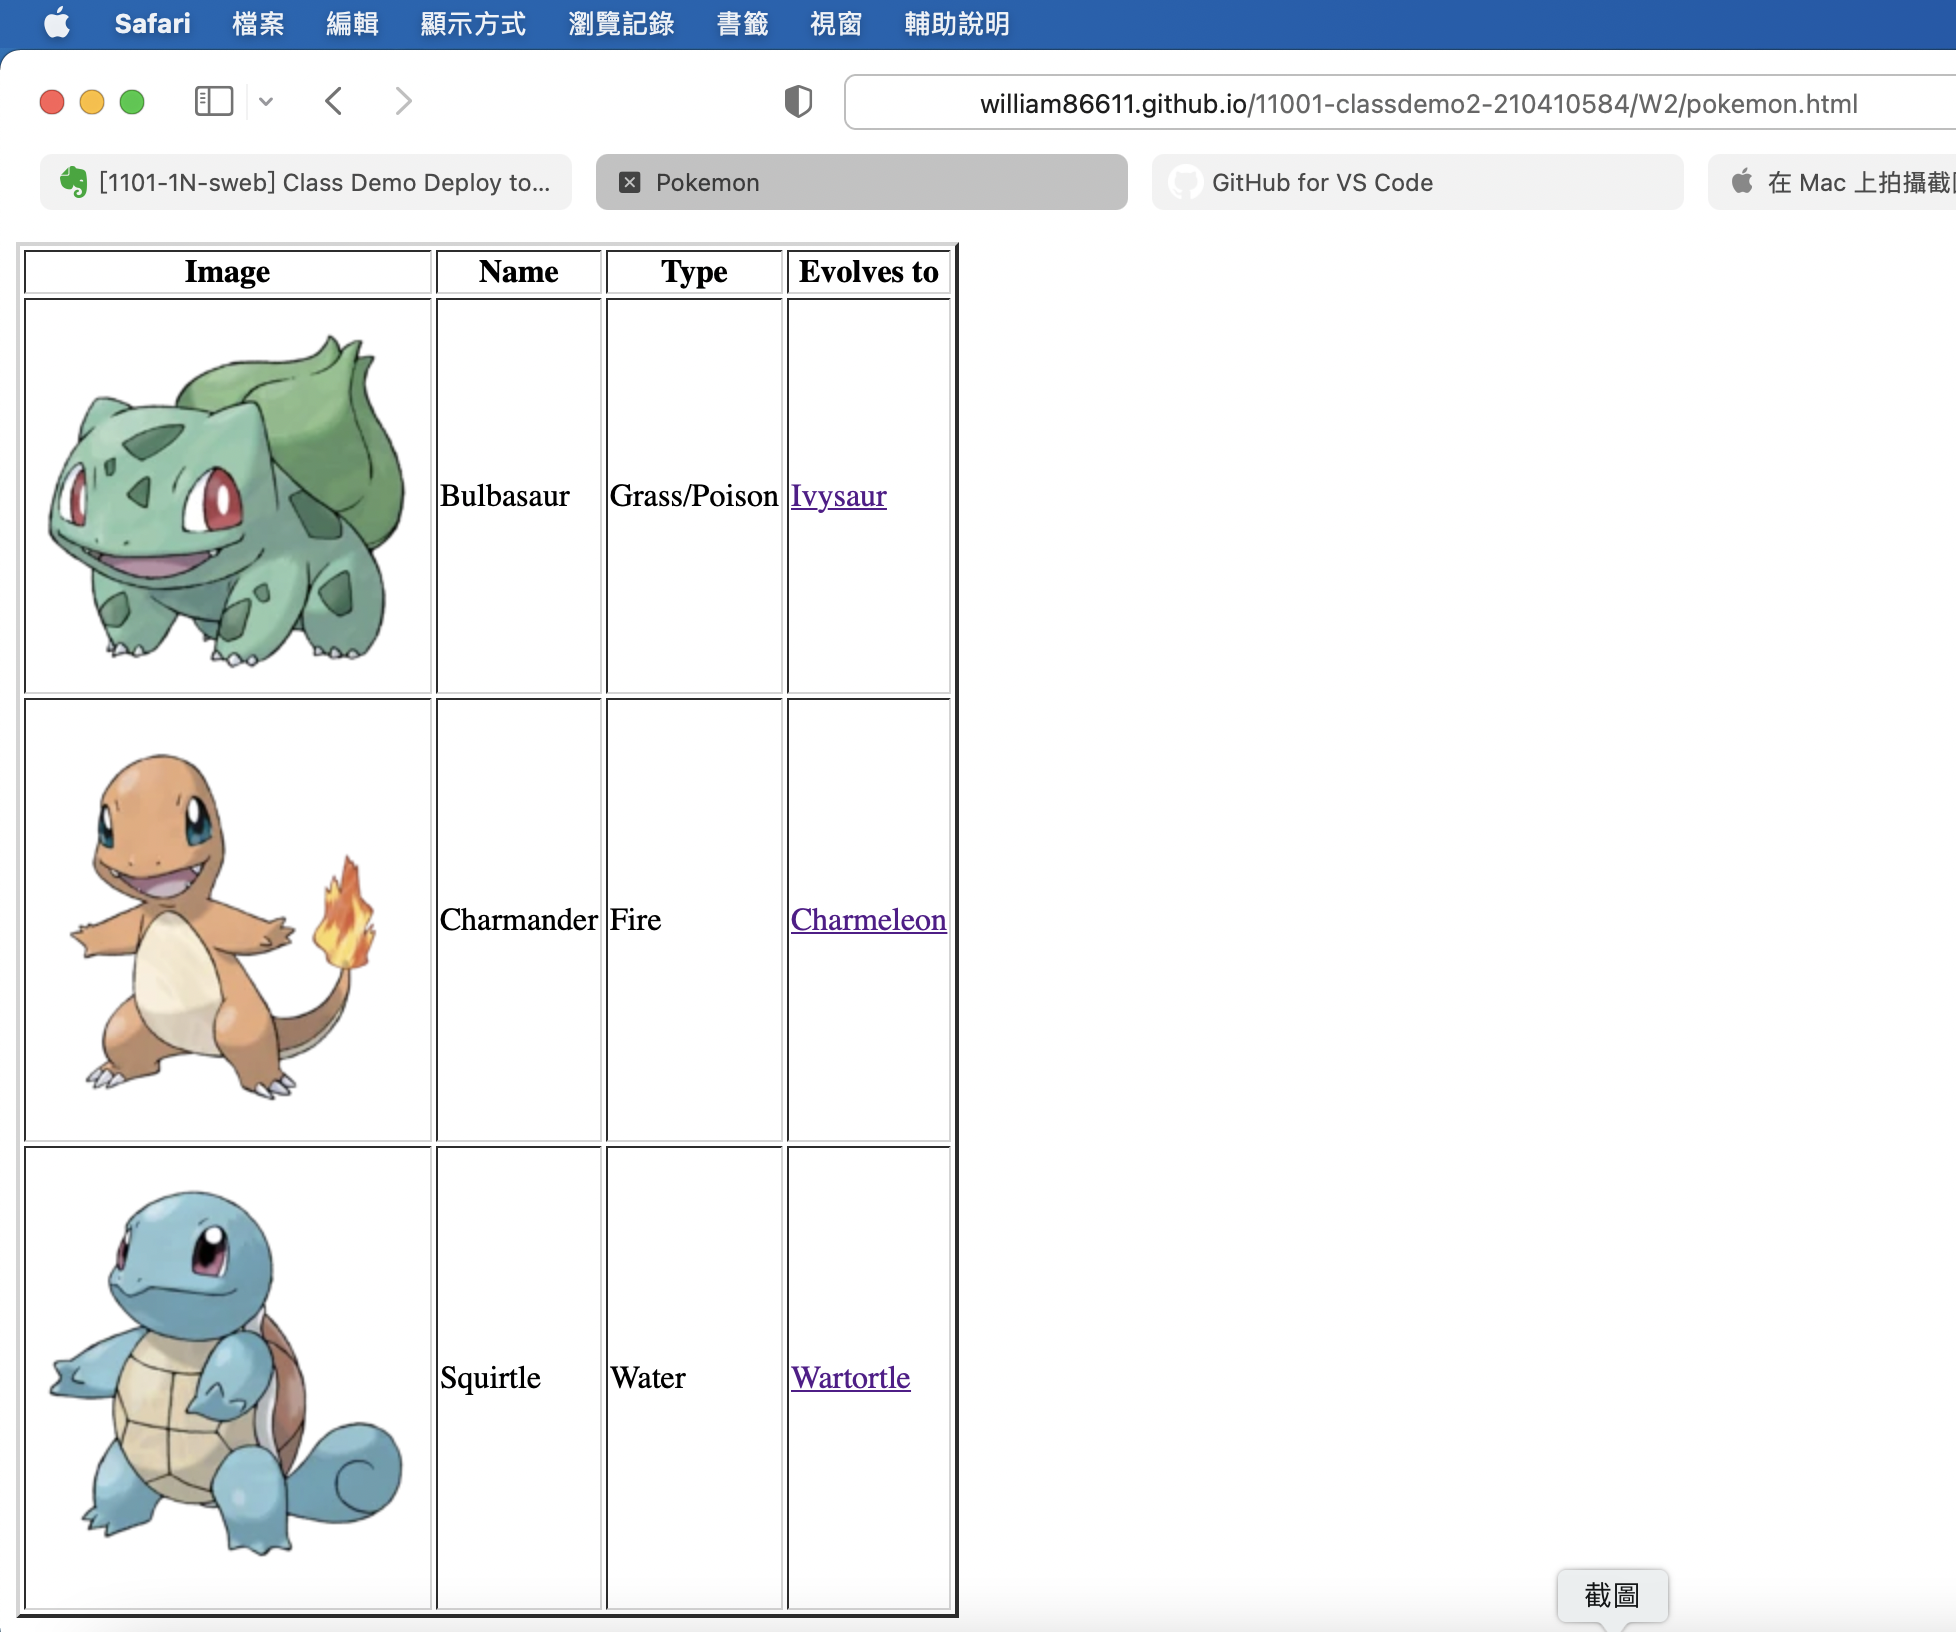 Safari 檔案 編輯 顯示方式 瀏覽記錄 書籤 視窗 輔助說明
william86611.github.io/11001-classdemo2-210410584/W2/pokemon.html
[1101-1N-sweb] Class Demo Deploy to... Pokemon GitHub for VS Code 在 Mac 上拍攝截
Image Name Type Evolves to
Bulbasaur Grass/Poison Ivysaur
Charmander Fire Charmeleon
Squirtle Water Wartortle
截圖